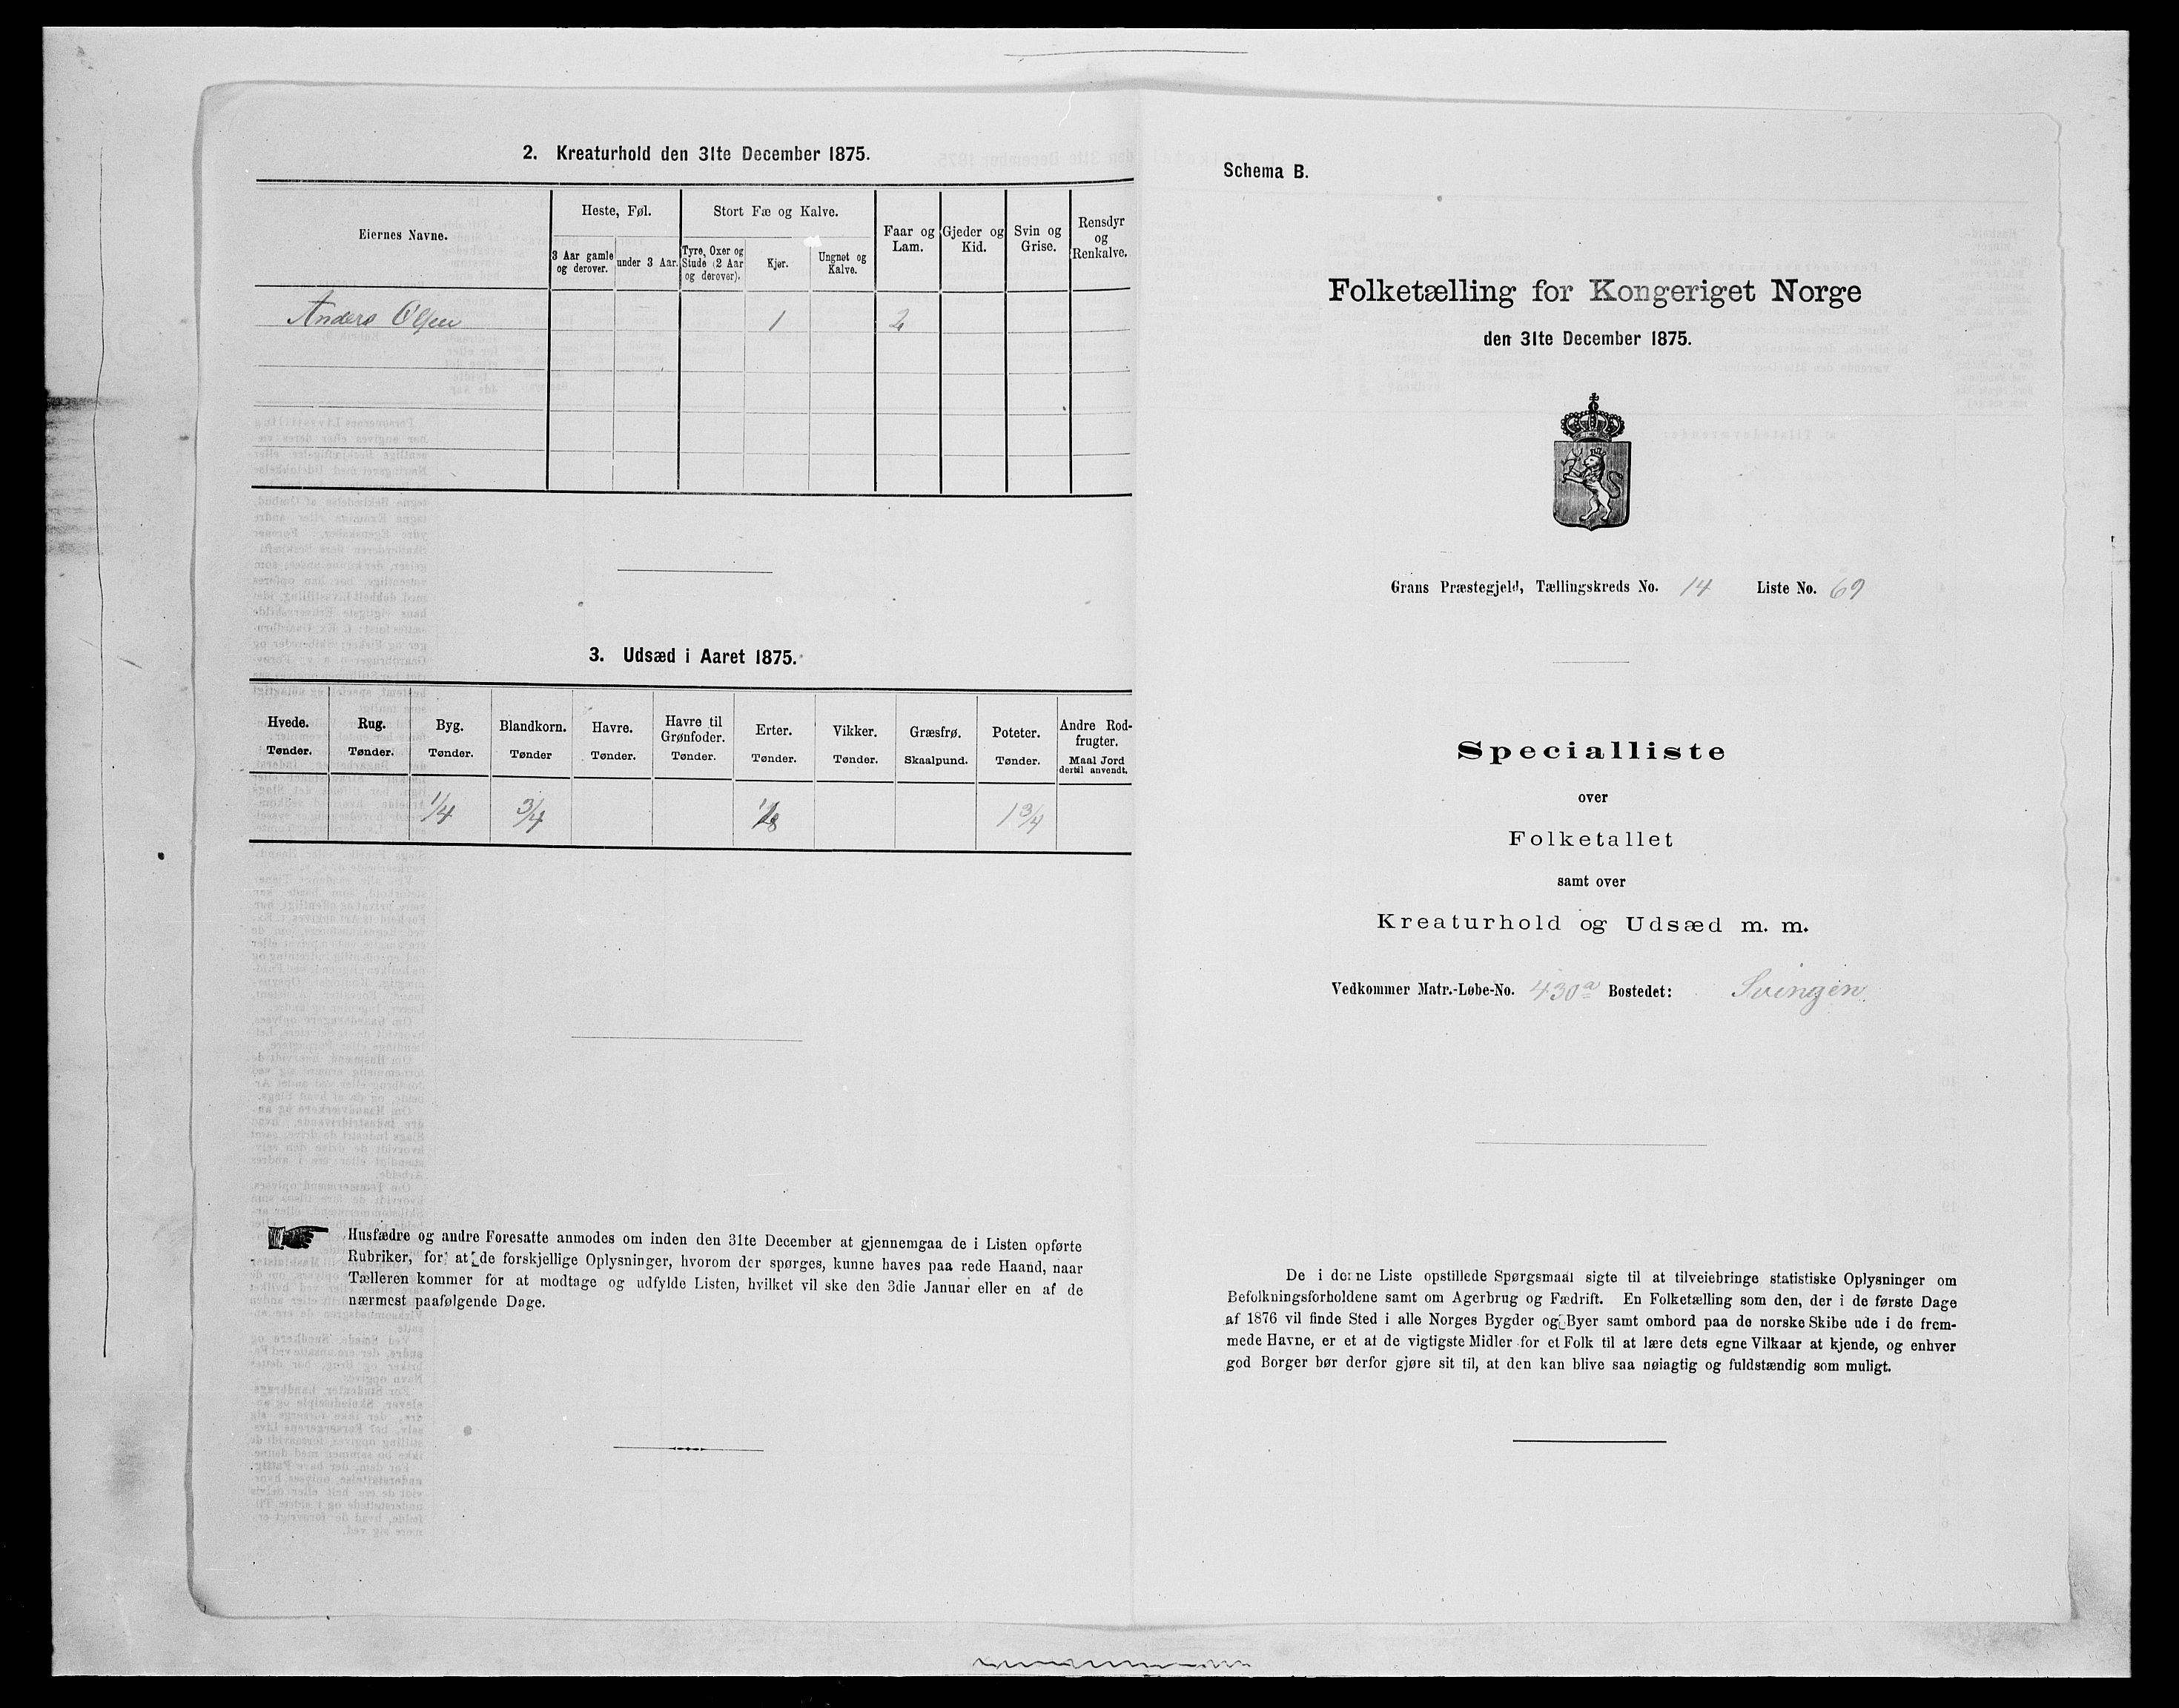 2. Kreaturhold den 31te December 1875.
Eiernes Navne.
Heste, Føl.
Stort Fæ og Kalve.
3 Aar gamle og derover.
under 3 Aar.
Tyre, Oxer og Stude (2 Aar og derover).
Kjør.
Ungnøt og Kalve.
Faar og Lam.
Gjeder og Kid.
Svin og Grise.
Rensdyr og Renkalve.
Anders Olsen 1 2
3. Udsæd i Aaret 1875.
Hvede. Rug. Byg. Blandkorn. Havre. Havre til Grønfoder. Erter. Vikker. Græsfrø. Poteter. Andre Rodfrugter.
Tønder. Tønder. Tønder. Tønder Tønder. Tønder. Tønder. Tønder. Skaalpund. Tønder. Maal Jord dertil anvendt.
1/4 3/4 1/8 1 3/4
Husfædre og andre Foresatte anmodes om inden den 31te December at gjennemgaa de i Listen opførte
Rubriker, for at de forskjellige Oplysninger, hvorom der spørges, kunne haves paa rede Haand, naar
Tælleren kommer for at modtage og udfylde Listen, hvilket vil ske den 3die Januar eller en af de
nærmest paafølgende Dage.
Schema B.
Folketælling for Kongeriget Norge
den 31te December 1875.
Grans Præstegjeld, Tællingskreds No. 14 Liste No. 69
Specialliste
over
Folketallet
samt over
Kreaturhold og Udsæd m. m.
Vedkommer Matr.-Løbe-No. 430a Bostedet: Svingen.
De i denne Liste opstillede Spørgsmaal sigte til at tilveiebringe statistiske Oplysninger om
Befolkningsforholdene samt om Agerbrug og Fædrift. En Folketælling som den, der i de første Dage
af 1876 vil finde Sted i alle Norges Bygder og Byer samt ombord paa de norske Skibe ude i de frem-
mede Havne, er et at de vigtigste Midler for et Folk til at lære dets egne Vilkaar at kjende, og enhver
god Borger bør derfor gjøre sit til, at den kan blive saa nøiagtig og fuldstændig som muligt.